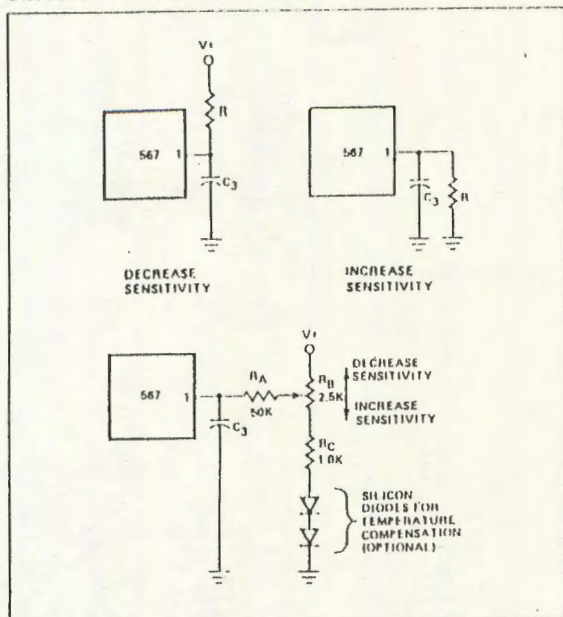 V+
R
567 1
C3
DECREASE
SENSITIVITY
567 1
C3
R
INCREASE
SENSITIVITY
V+
567 1
RA
50K
C3
RB
2.5K
DECREASE
SENSITIVITY
INCREASE
SENSITIVITY
RC
1.0K
SILICON
DIODES FOR
TEMPERATURE
COMPENSATION
(OPTIONAL)